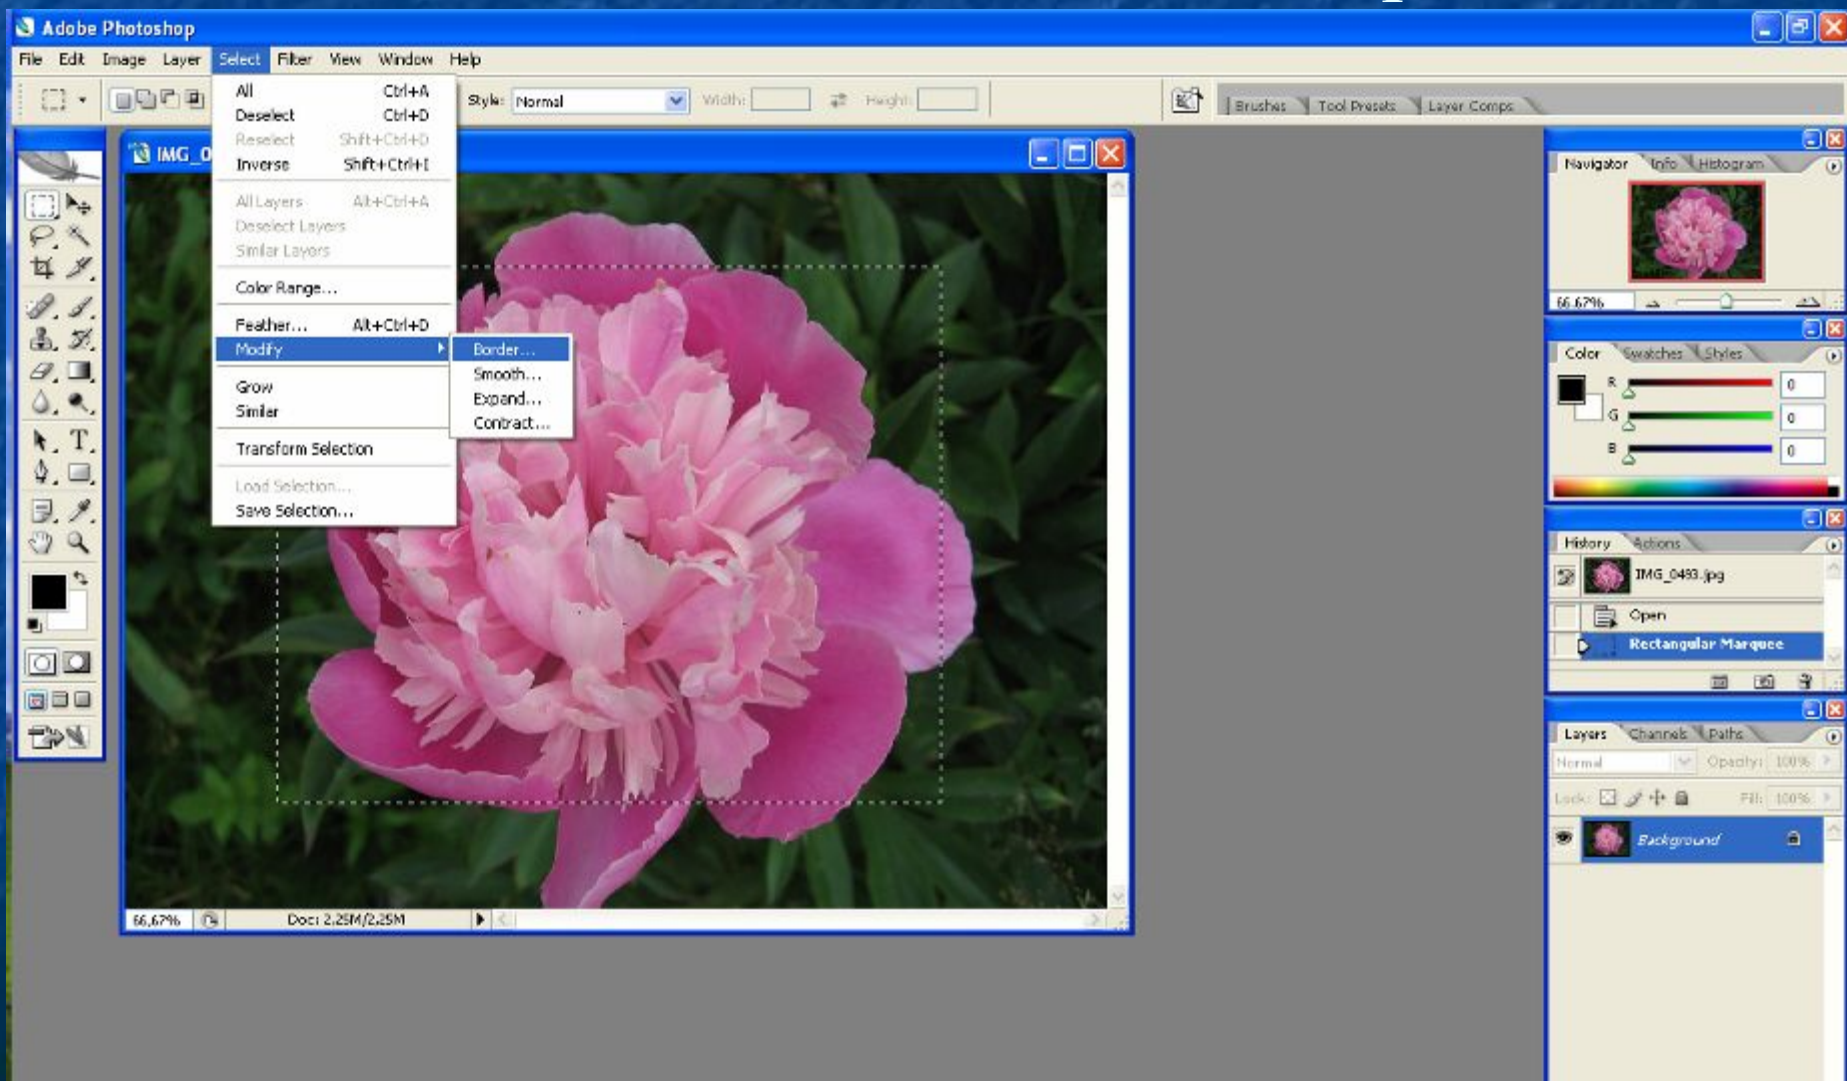 Adobe Photoshop
File Edit Image Layer Select Filter View Window Help
Style: Normal Width: Height:
Brushes Tool Presets Layer Comps
All Ctrl+A
Deselect Ctrl+D
Reselect Shift+Ctrl+D
Inverse Shift+Ctrl+I
All Layers Alt+Ctrl+A
Deselect Layers
Similar Layers
Color Range...
Feather... Alt+Ctrl+D
Modify
Grow
Similar
Transform Selection
Load Selection...
Save Selection...
Border...
Smooth...
Expand...
Contract...
IMG_0
66,67% Doc: 2,25M/2,25M
Navigator Info Histogram
66.67%
Color Swatches Styles
R 0
G 0
B 0
History Actions
IMG_0493.jpg
Open
Rectangular Marquee
Layers Channels Paths
Normal Opacity: 100%
Lock: Fill: 100%
Background